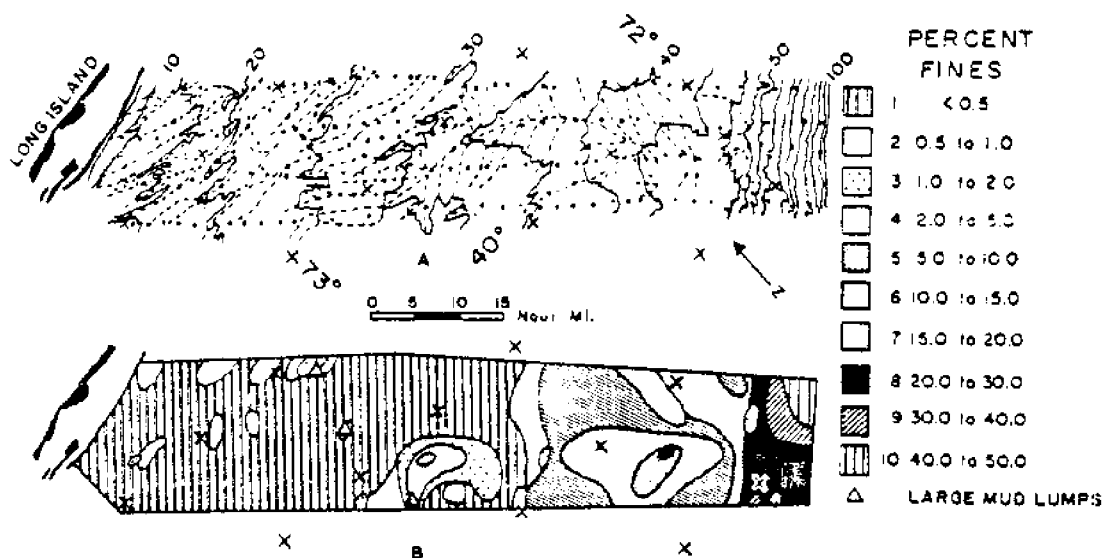 LONG ISLAND
10
20
30
72°
40
50
100
73°
A
40°
Z
0 5 10 15
Naut Mi.
B
PERCENT
FINES
1 < 0.5
2 0.5 to 1.0
3 1.0 to 2.0
4 2.0 to 5.0
5 5.0 to 10.0
6 10.0 to 15.0
7 15.0 to 20.0
8 20.0 to 30.0
9 30.0 to 40.0
10 40.0 to 50.0
LARGE MUD LUMPS